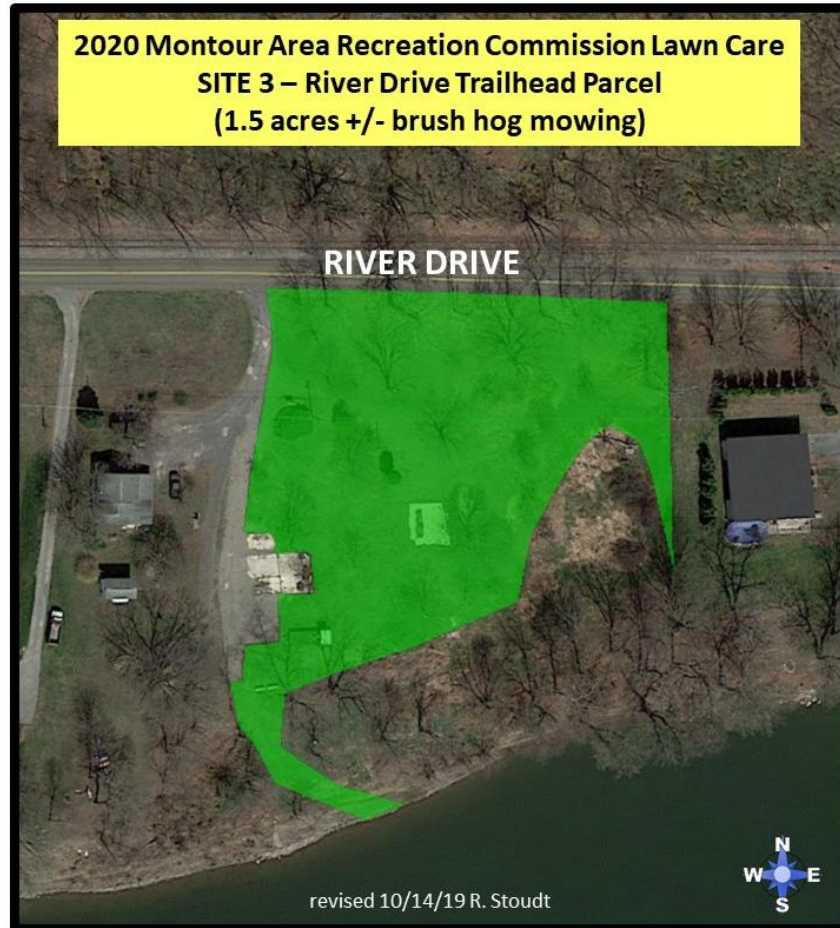 2020 Montour Area Recreation Commission Lawn Care
SITE 3 – River Drive Trailhead Parcel
(1.5 acres +/- brush hog mowing)
RIVER DRIVE
N
W E
S
revised 10/14/19 R. Stoudt